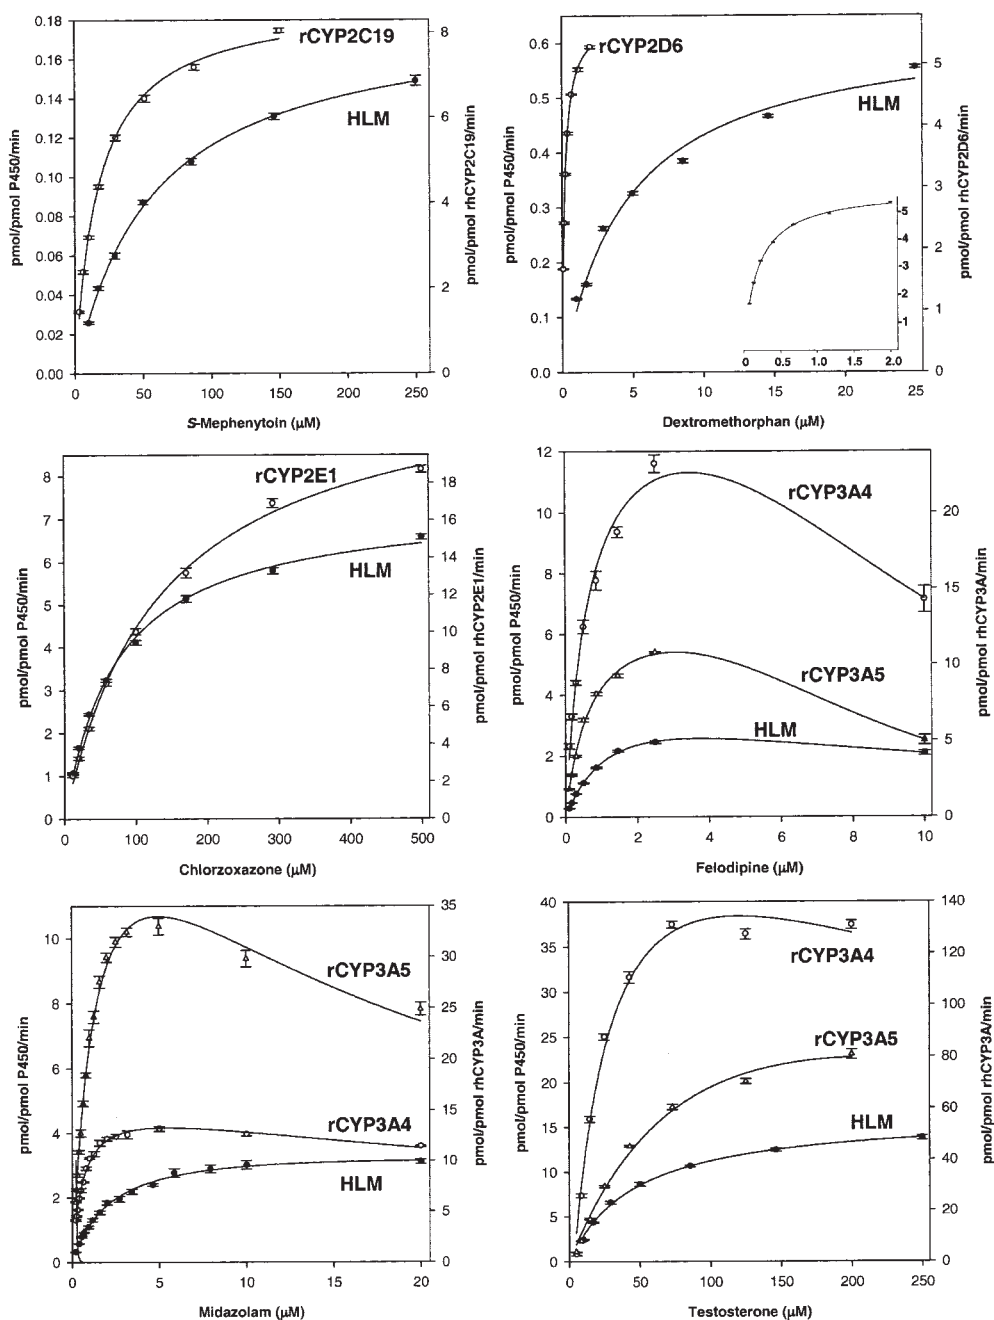 0.18
0.16
0.14
0.12
0.10
0.08
0.06
0.04
0.02
0.00
pmol/pmol P450/min
rCYP2C19
HLM
8
6
4
2
0
pmol/pmol rhCYP2C19/min
0 50 100 150 200 250
S-Mephenytoin (µM)
0.6
0.5
0.4
0.3
0.2
0.1
0.0
pmol/pmol P450/min
rCYP2D6
HLM
5
4
3
2
1
0
pmol/pmol rhCYP2D6/min
5
4
3
2
1
0 0.5 1.0 1.5 2.0
0 5 10 15 20 25
Dextromethorphan (µM)
8
7
6
5
4
3
2
1
0
pmol/pmol P450/min
rCYP2E1
HLM
18
16
14
12
10
8
6
4
2
0
pmol/pmol rhCYP2E1/min
0 100 200 300 400 500
Chlorzoxazone (µM)
12
10
8
6
4
2
0
pmol/pmol P450/min
rCYP3A4
rCYP3A5
HLM
20
15
10
5
0
pmol/pmol rhCYP3A/min
0 2 4 6 8 10
Felodipine (µM)
10
8
6
4
2
0
pmol/pmol P450/min
rCYP3A5
rCYP3A4
HLM
35
30
25
20
15
10
5
0
pmol/pmol rhCYP3A/min
0 5 10 15 20
Midazolam (µM)
40
35
30
25
20
15
10
5
0
pmol/pmol P450/min
rCYP3A4
rCYP3A5
HLM
140
120
100
80
60
40
20
0
pmol/pmol rhCYP3A/min
0 50 100 150 200 250
Testosterone (µM)